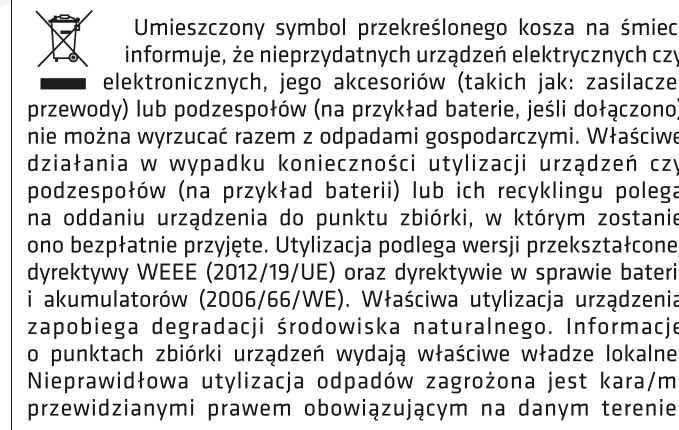 Umieszczony symbol przekreślonego kosza na śmiec
informuje, że nieprzydatnych urządzeń elektrycznych czy
elektronicznych, jego akcesoriów (takich jak: zasilacze
przewody) lub podzespołów (na przykład baterie, jeśli dołączono)
nie można wyrzucać razem z odpadami gospodarczymi. Właściwe
działania w wypadku konieczności utylizacji urządzeń czy
podzespołów (na przykład baterii) lub ich recyklingu polega
na oddaniu urządzenia do punktu zbiórki, w którym zostanie
ono bezpłatnie przyjęte. Utylizacja podlega wersji przekształcone
dyrektywy WEEE (2012/19/UE) oraz dyrektywie w sprawie bateri
i akumulatorów (2006/66/WE). Właściwa utylizacja urządzenia
zapobiega degradacji środowiska naturalnego. Informacje
o punktach zbiórki urządzeń wydają właściwe władze lokalne
Nieprawidłowa utylizacja odpadów zagrożona jest kara/m
przewidzianymi prawem obowiązującym na danym terenie